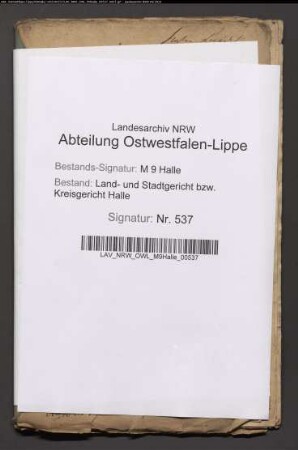 Landesarchiv NRW
Abteilung Ostwestfalen-Lippe
Bestands-Signatur: M 9 Halle
Bestand: Land- und Stadtgericht bzw.
Kreisgericht Halle
Signatur: Nr. 537
LAV_NRW_OWL_M9Halle_00537